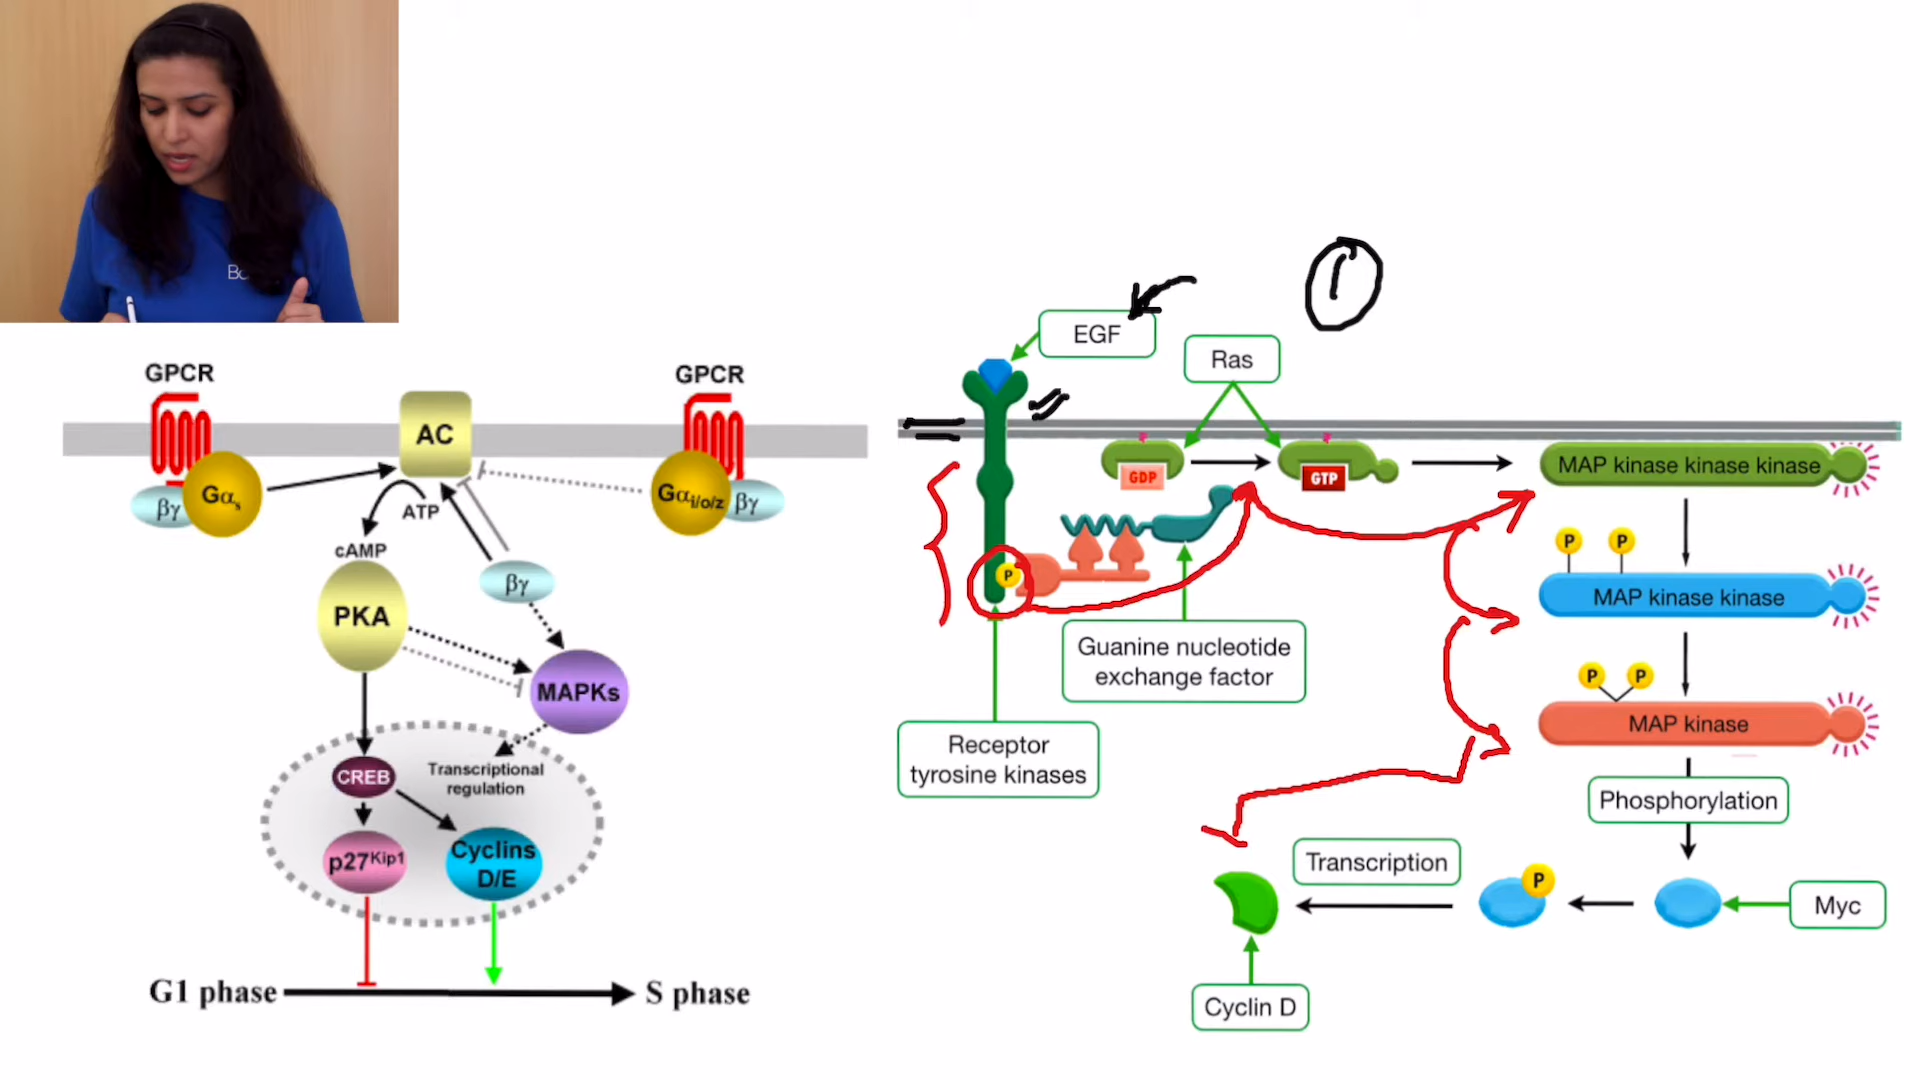 Bo
GPCR
AC
GPCR
βγ
Gαs
ATP
Gαi/o/z
βγ
cAMP
PKA
βγ
MAPKs
CREB
Transcriptional
regulation
p27Kip1
Cyclins
D/E
G1 phase
S phase
1
EGF
Ras
GDP
GTP
MAP kinase kinase kinase
P
P
P
MAP kinase kinase
Guanine nucleotide
exchange factor
P
P
MAP kinase
Receptor
tyrosine kinases
Phosphorylation
Transcription
P
Myc
Cyclin D